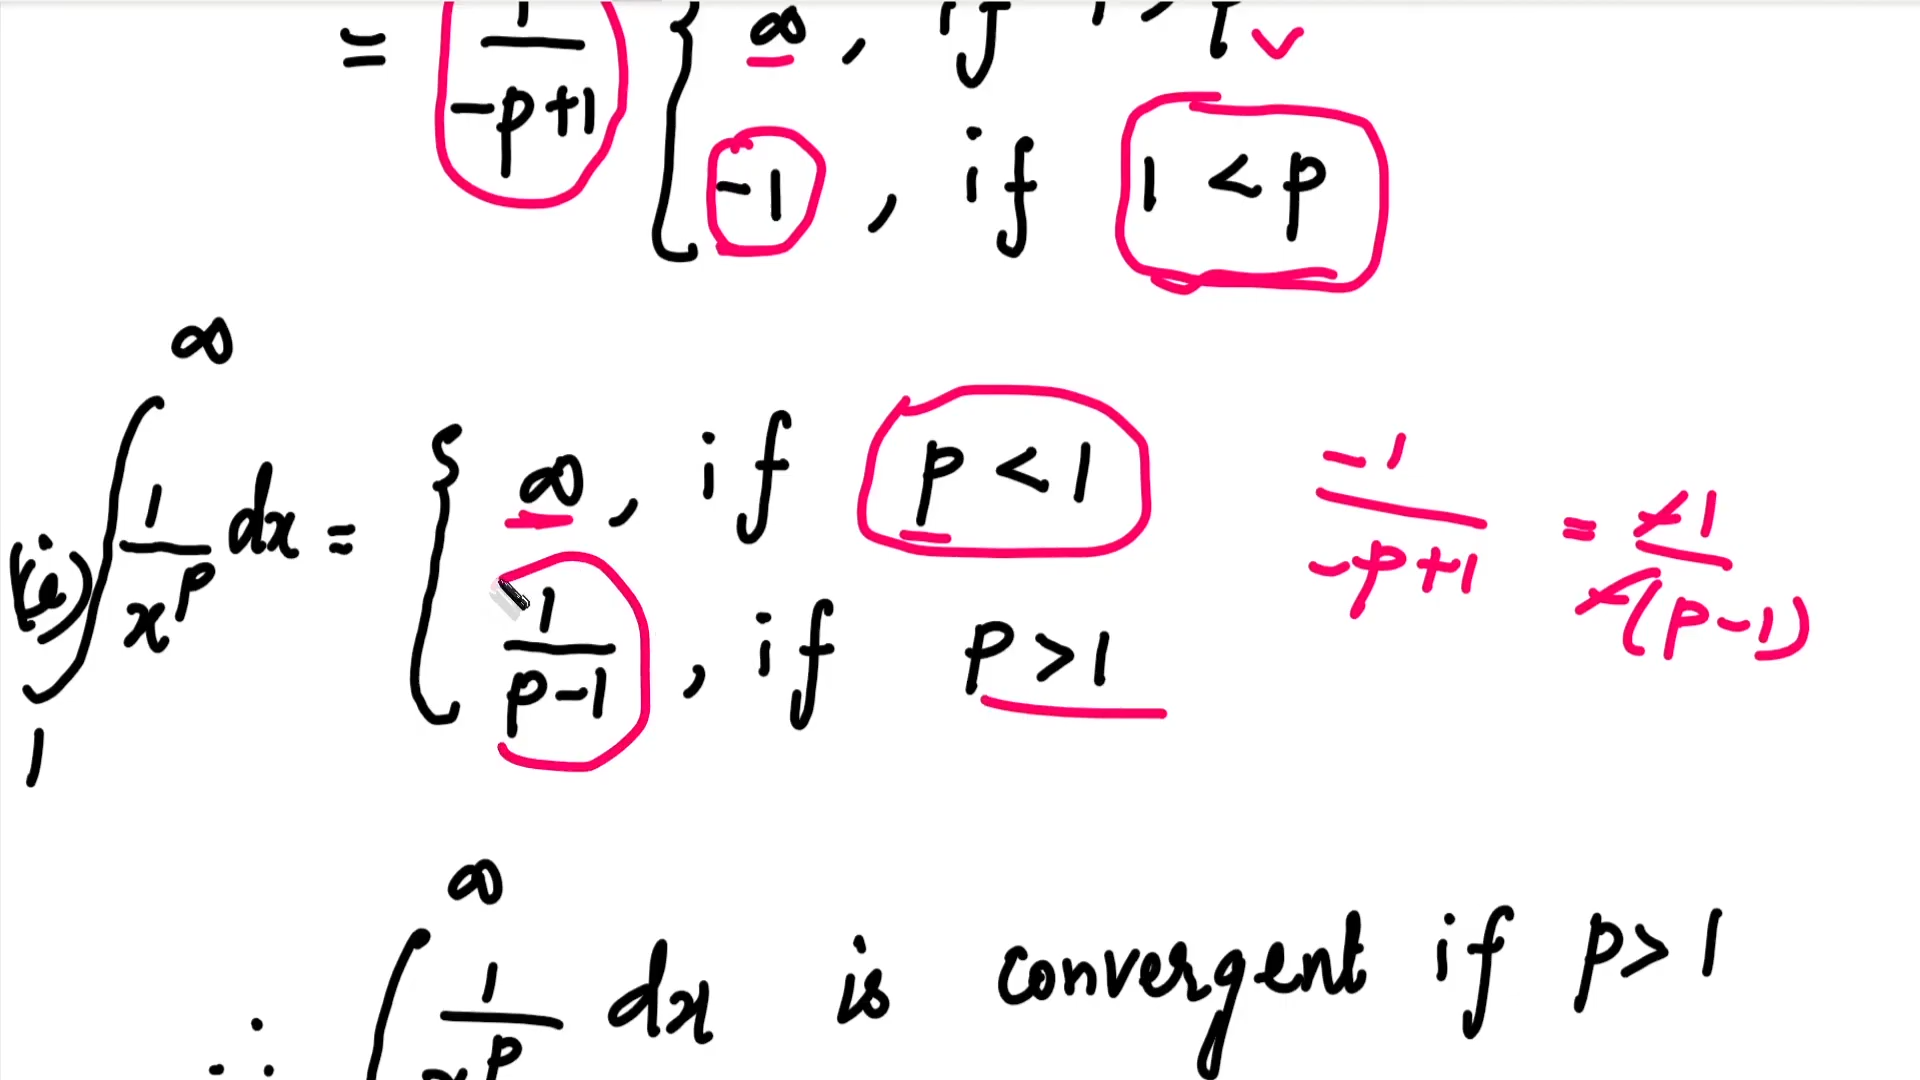 = 1/(-p+1) { ∞ , if 1 > p
-1 , if 1 < p
(i.e) ∫₁^∞ 1/x^p dx = { ∞ , if p < 1
1/(p-1) , if p > 1
-1/(-p+1) = -1/-(p-1)
∴ ∫^∞ 1/x^p dx is convergent if p > 1